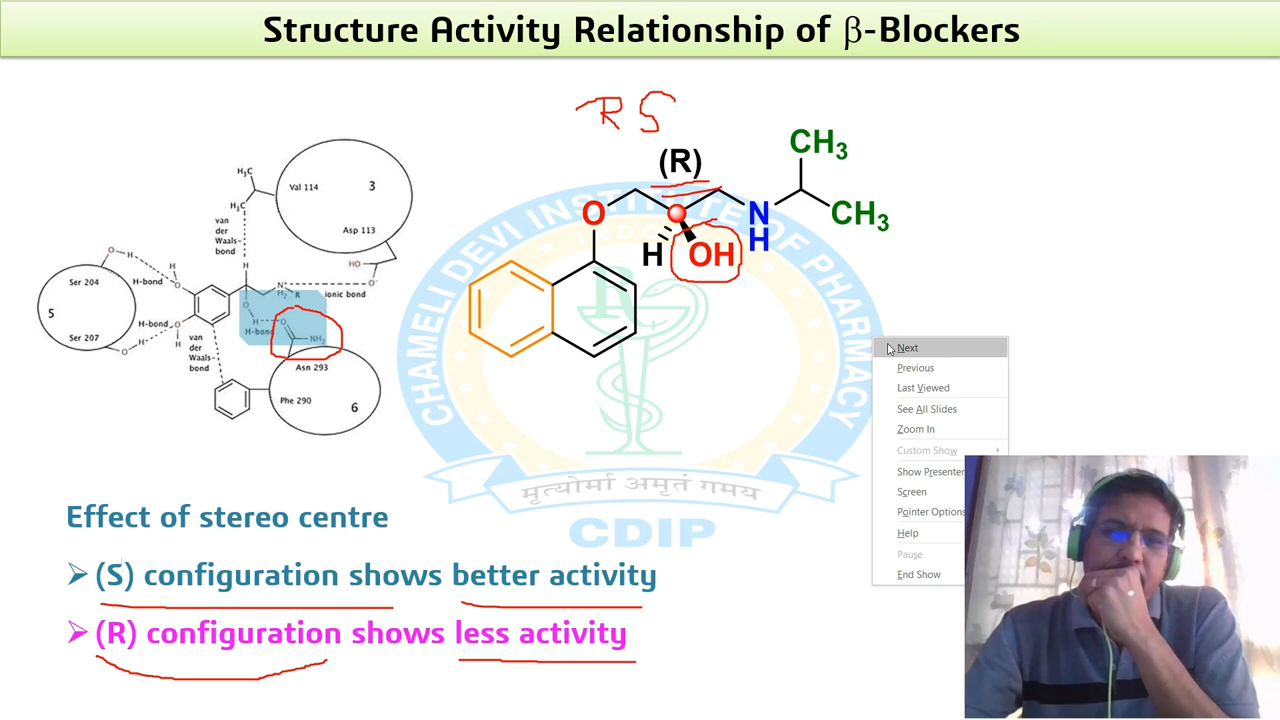 Structure Activity Relationship of β-Blockers
R S
(R)
CH3
CH3
O
N
H
H
OH
H3C
H3C
Val 114
3
Asp 113
van
der
Waals-
bond
HO
O-
O
H
H
Ser 204
H-bond
O
H
N+
H2
R
ionic bond
5
O
H
O
H-bond
NH2
Ser 207
H-bond
O
H
H
O
van
der
Waals-
bond
Asn 293
Phe 290
6
CHAMELI DEVI INSTITUTE OF PHARMACY
INDORE
मृत्योर्मा अमृतं गमय
CDIP
Effect of stereo centre
➢ (S) configuration shows better activity
➢ (R) configuration shows less activity
Next
Previous
Last Viewed
See All Slides
Zoom In
Custom Show
Show Presenter
Screen
Pointer Options
Help
Pause
End Show